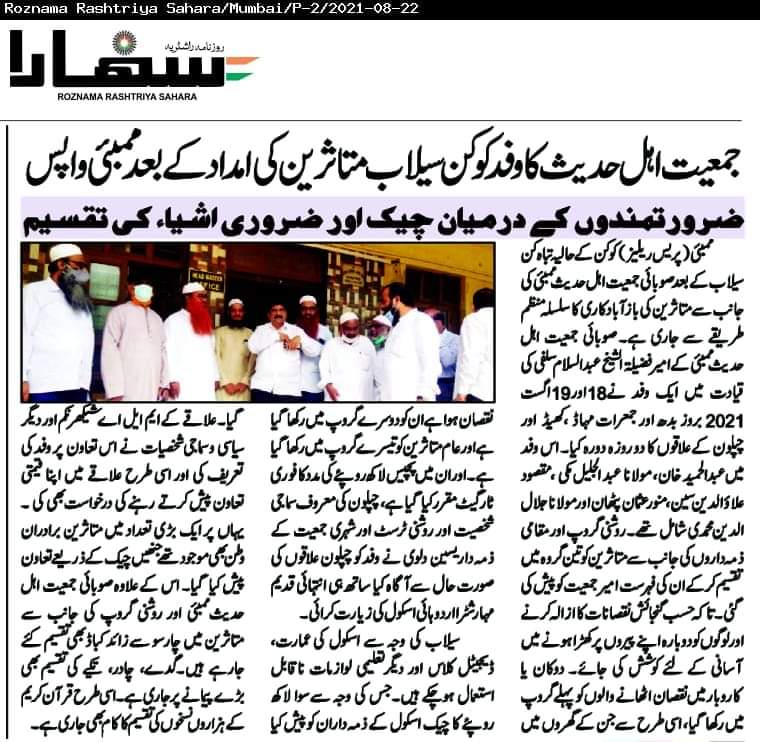 Roznama Rashtriya Sahara/Mumbai/P-2/2021-08-22
روزنامہ راشٹریہ
سہارا
ROZNAMA RASHTRIYA SAHARA
جمعیت اہل حدیث کا وفد کوکن سیلاب متاثرین کی امداد کے بعد ممبئی واپس
ضرورتمندوں کے درمیان چیک اور ضروری اشیاء کی تقسیم
HEAD MASTER
OFFICE
ممبئی (پریس ریلیز) کوکن کے حالیہ تباہ کن
سیلاب کے بعد صوبائی جمعیت اہل حدیث ممبئی کی
جانب سے متاثرین کی بازآبادکاری کا سلسلہ منظم
طریقے سے جاری ہے۔ صوبائی جمعیت اہل
حدیث ممبئی کے امیر فضیلۃ الشیخ عبدالسلام سلفی کی
قیادت میں ایک وفد نے 18 اور 19 اگست
2021 بروز بدھ اور جمعرات مہاڈ، کھیڈ اور
چپلون کے علاقوں کا دو روزہ دورہ کیا۔ اس وفد
میں عبدالحمید خان، مولانا عبدالجلیل مکی، مقصود
علاؤالدین سین، منور عثمان پٹھان اور مولانا جلال
الدین محمدی شامل تھے۔ روشنی گروپ اور مقامی
ذمہ داروں کی جانب سے متاثرین کو تین گروہ میں
تقسیم کرکے ان کی فہرست امیر جمعیت کو پیش کی
گئی۔ تاکہ حسب گنجائش نقصانات کا ازالہ کرنے
اور لوگوں کو دوبارہ اپنے پیروں پر کھڑا ہونے میں
آسانی کے لئے کوشش کی جائے۔ دوکان یا
کاروبار میں نقصان اٹھانے والوں کو پہلے گروپ
میں رکھا گیا، اسی طرح سے جن کے گھروں میں
نقصان ہوا ہے ان کو دوسرے گروپ میں رکھا گیا
ہے اور عام متاثرین کو تیسرے گروپ میں رکھا گیا
ہے۔ اور ان میں پچیس لاکھ روپئے کی مدد کا فوری
ٹارگیٹ مقرر کیا گیا ہے، چپلون کی معروف سماجی
شخصیت اور روشنی ٹرسٹ اور شہری جمعیت کے
ذمہ دار یسین دلوی نے وفد کو چپلون علاقوں کی
صورت حال سے آگاہ کیا ساتھ ہی انتہائی قدیم
مہارشٹرا اردو ہائی اسکول کی زیارت کرائی۔
سیلاب کی وجہ سے اسکول کی عمارت،
ڈیجیٹل کلاس اور دیگر تعلیمی لوازمات ناقابل
استعمال ہوچکے ہیں۔ جس کی وجہ سے سوا لاکھ
روپئے کا چیک اسکول کے ذمہ داران کو پیش کیا
گیا۔ علاقے کے ایم ایل اے شیکھر نکم اور دیگر
سیاسی وسماجی شخصیات نے اس تعاون پر وفد کی
تعریف کی اور اسی طرح علاقے میں اپنا قیمتی
تعاون پیش کرتے رہنے کی درخواست بھی کی۔
یہاں پر ایک بڑی تعداد میں متاثرین برادران
وطن بھی موجود تھے جنھیں چیک کے ذریعے تعاون
پیش کیا گیا۔ اس کے علاوہ صوبائی جمعیت اہل
حدیث ممبئی اور روشنی گروپ کی جانب سے
متاثرین میں چار سو سے زائد کباڈ بھی تقسیم کئے
جارہے ہیں۔ گدے، چادر، تکیے کی تقسیم بھی
بڑے پیمانے پر جاری ہے۔ اسی طرح قرآن کریم
کے ہزاروں نسخوں کی تقسیم کا کام بھی جاری ہے۔